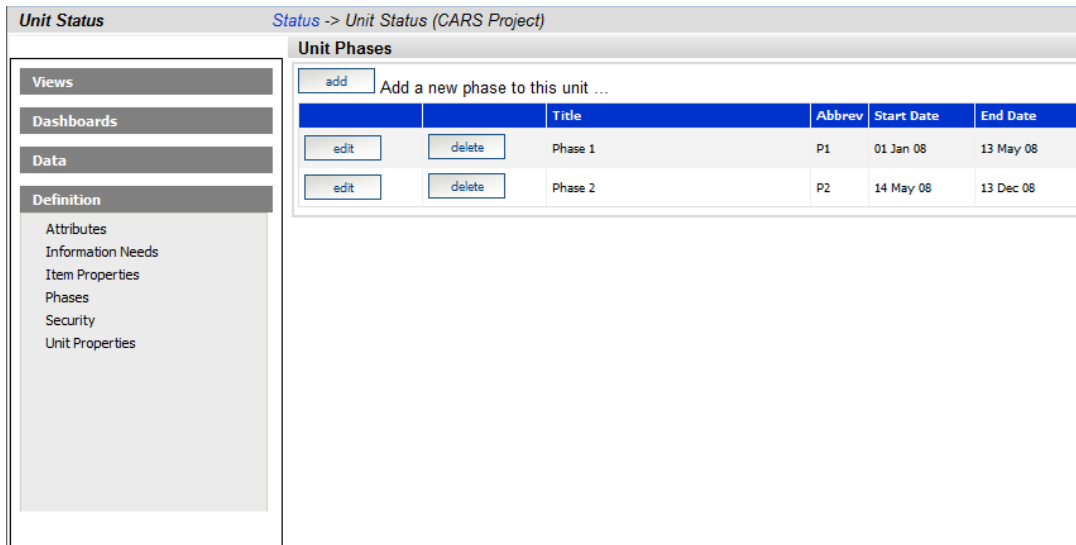 Unit Status
Status -> Unit Status (CARS Project)
Unit Phases
Views
Dashboards
Data
Definition
Attributes
Information Needs
Item Properties
Phases
Security
Unit Properties
add Add a new phase to this unit ...
Title Abbrev Start Date End Date
edit delete Phase 1 P1 01 Jan 08 13 May 08
edit delete Phase 2 P2 14 May 08 13 Dec 08